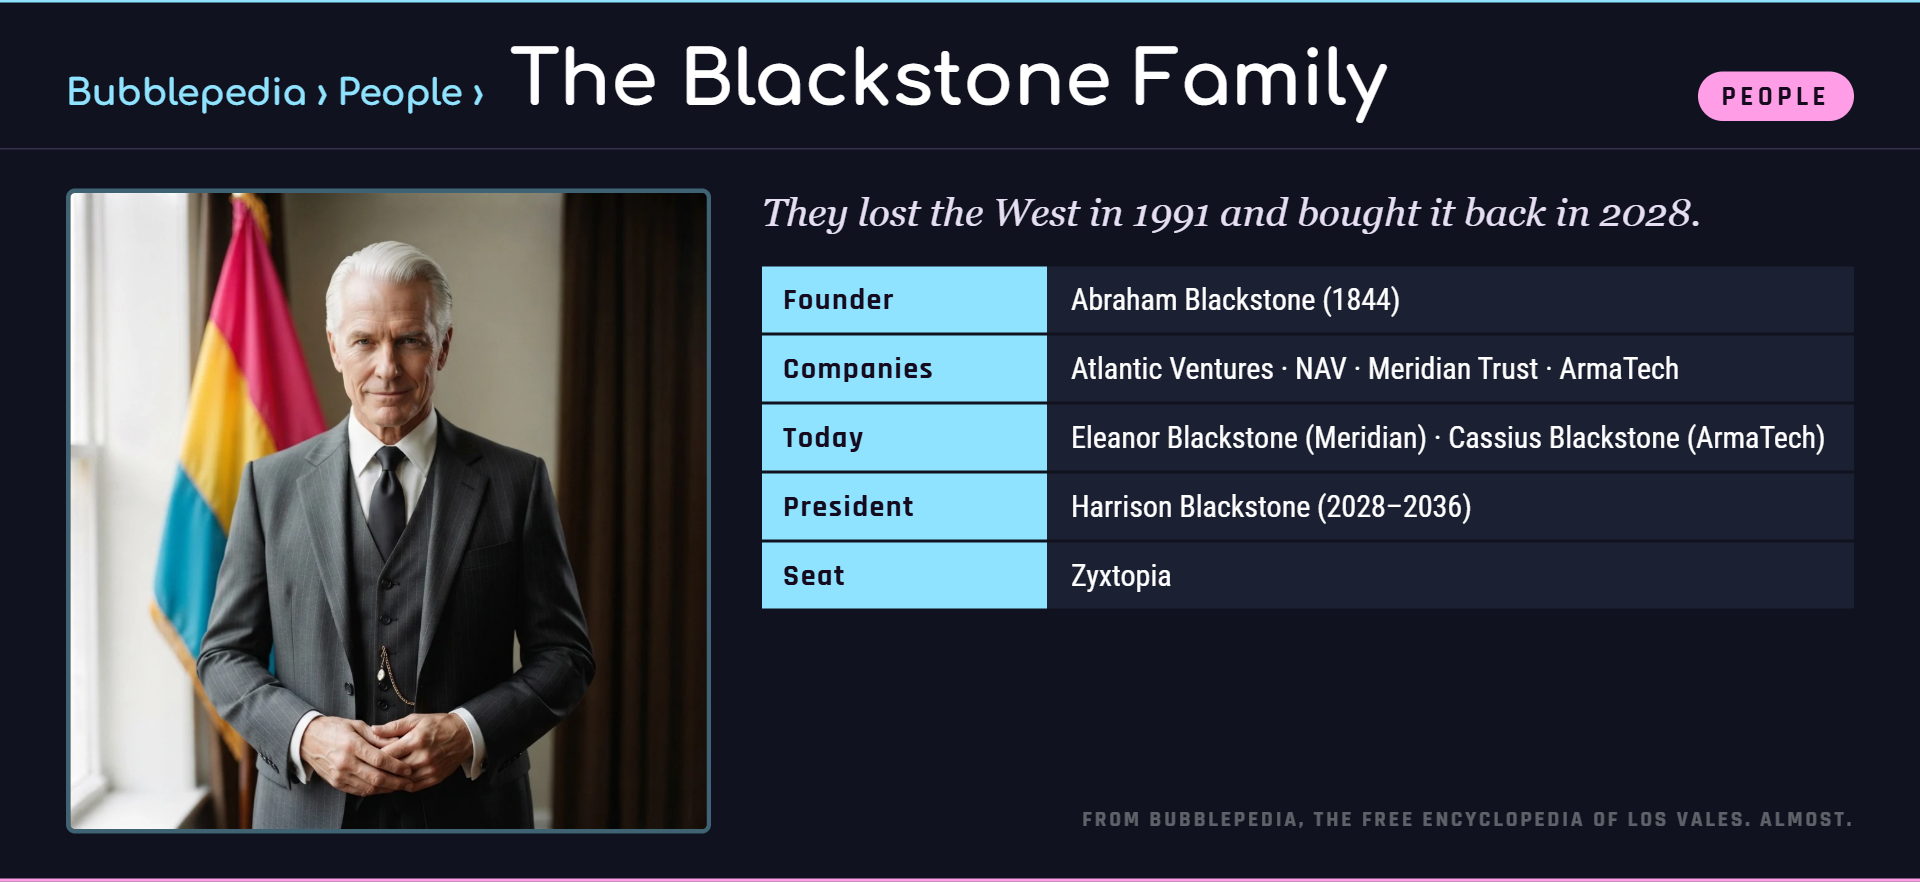 Bubblepedia › People › The Blackstone Family
PEOPLE
They lost the West in 1991 and bought it back in 2028.
Founder Abraham Blackstone (1844)
Companies Atlantic Ventures · NAV · Meridian Trust · ArmaTech
Today Eleanor Blackstone (Meridian) · Cassius Blackstone (ArmaTech)
President Harrison Blackstone (2028–2036)
Seat Zyxtopia
FROM BUBBLEPEDIA, THE FREE ENCYCLOPEDIA OF LOS VALES. ALMOST.